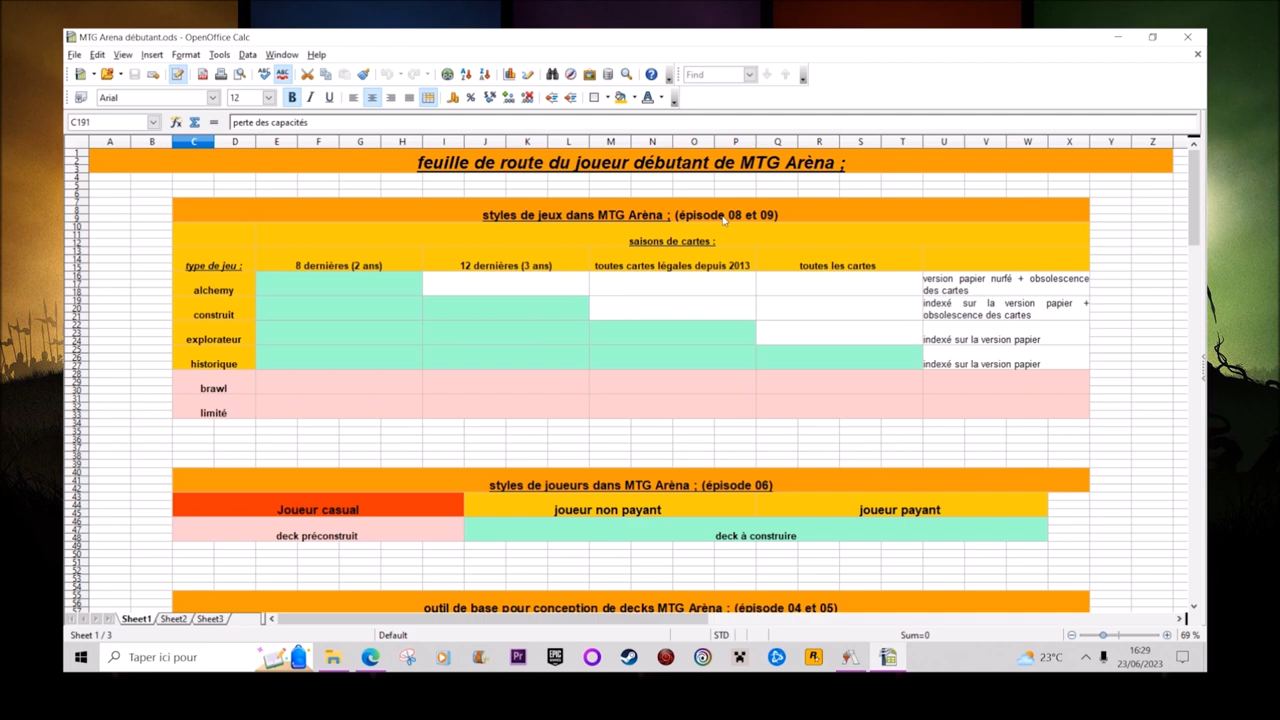 MTG Arena débutant.ods - OpenOffice Calc
File Edit View Insert Format Tools Data Window Help
Find
Arial 12
C191 perte des capacités
A B C D E F G H I J K L M N O P Q R S T U V W X Y Z
feuille de route du joueur débutant de MTG Arèna ;
styles de jeux dans MTG Arèna ; (épisode 08 et 09)
saisons de cartes :
type de jeu : 8 dernières (2 ans) 12 dernières (3 ans) toutes cartes légales depuis 2013 toutes les cartes
alchemy version papier nurfé + obsolescence
des cartes
construit indexé sur la version papier +
obsolescence des cartes
explorateur indexé sur la version papier
historique indexé sur la version papier
brawl
limité
styles de joueurs dans MTG Arèna ; (épisode 06)
Joueur casual joueur non payant joueur payant
deck préconstruit deck à construire
outil de base pour conception de decks MTG Arèna ; (épisode 04 et 05)
Sheet1 Sheet2 Sheet3
Sheet 1 / 3 Default STD Sum=0 69 %
Taper ici pour 23°C 16:29
23/06/2023